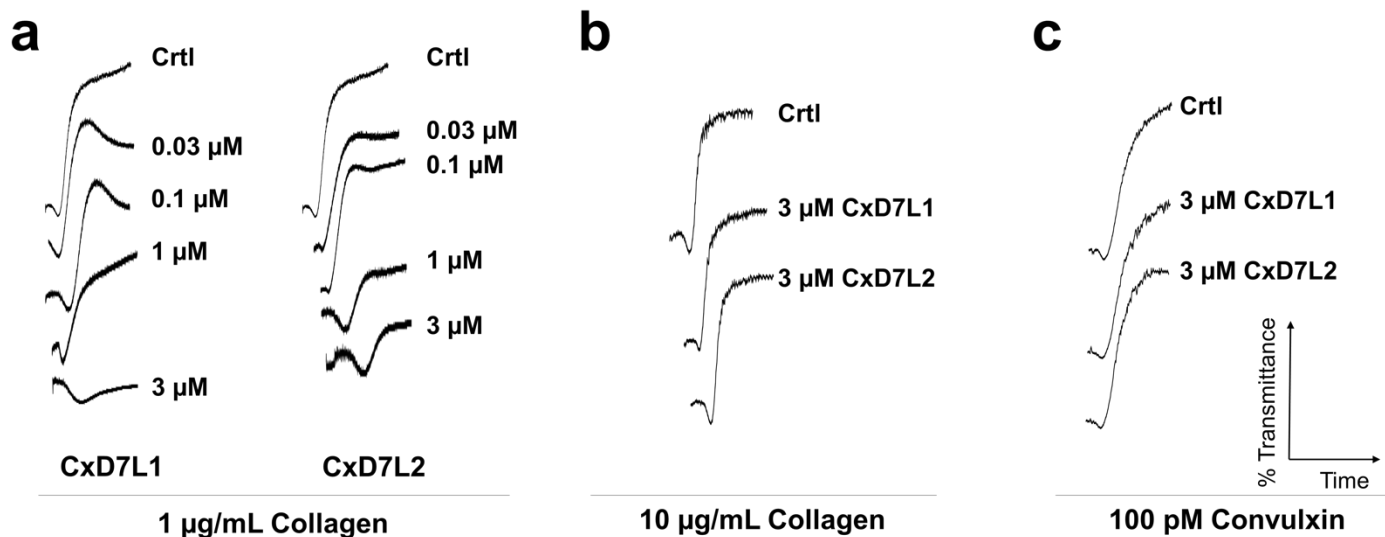 a
Crtl
0.03 µM
0.1 µM
1 µM
3 µM
CxD7L1
Crtl
0.03 µM
0.1 µM
1 µM
3 µM
CxD7L2
1 µg/mL Collagen
b
Crtl
3 µM CxD7L1
3 µM CxD7L2
10 µg/mL Collagen
c
Crtl
3 µM CxD7L1
3 µM CxD7L2
% Transmittance
Time
100 pM Convulxin